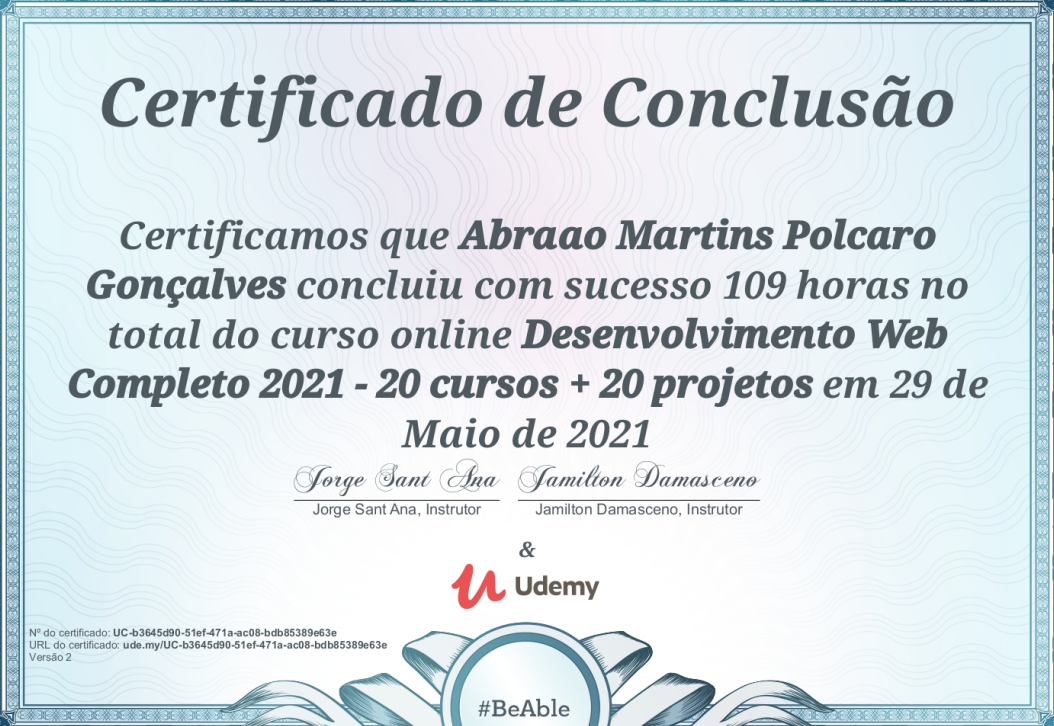 Certificado de Conclusão
Certificamos que Abraao Martins Polcaro
Gonçalves concluiu com sucesso 109 horas no
total do curso online Desenvolvimento Web
Completo 2021 - 20 cursos + 20 projetos em 29 de
Maio de 2021
Jorge Sant Ana Jamilton Damasceno
Jorge Sant Ana, Instrutor Jamilton Damasceno, Instrutor
&
Udemy
Nº do certificado: UC-b3645d90-51ef-471a-ac08-bdb85389e63e
URL do certificado: ude.my/UC-b3645d90-51ef-471a-ac08-bdb85389e63e
Versão 2
#BeAble